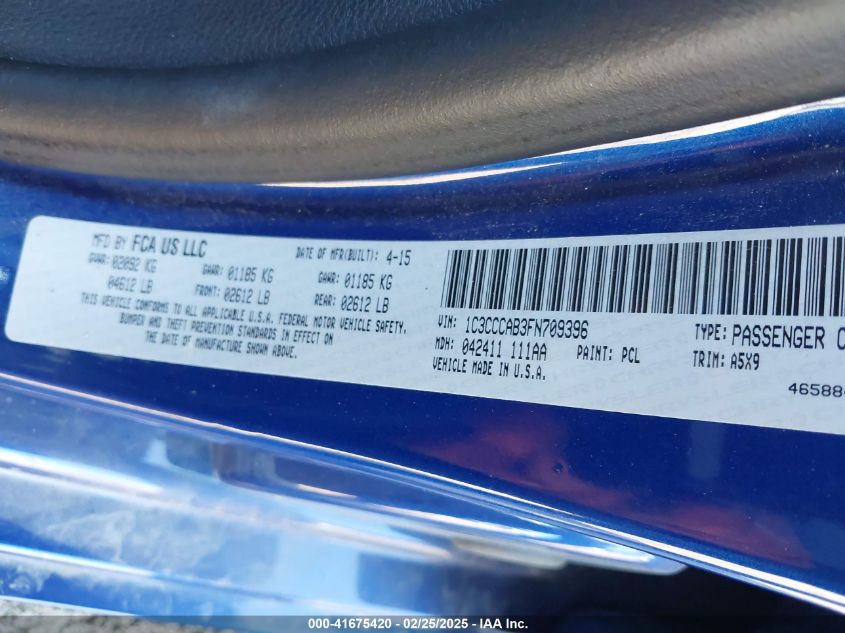 MFD BY FCA US LLC DATE OF MFR(BUILT): 4-15
GVWR: 02092 KG GAWR: 01185 KG GAWR: 01185 KG
04612 LB FRONT: 02612 LB REAR: 02612 LB
THIS VEHICLE CONFORMS TO ALL APPLICABLE U.S.A. FEDERAL MOTOR VEHICLE SAFETY,
BUMPER AND THEFT PREVENTION STANDARDS IN EFFECT ON
THE DATE OF MANUFACTURE SHOWN ABOVE.
VIN: 1C3CCCAB3FN709396 TYPE: PASSENGER C
MDH: 042411 111AA PAINT: PCL TRIM: A5X9
VEHICLE MADE IN U.S.A.
46588
000-41675420 - 02/25/2025 - IAA Inc.